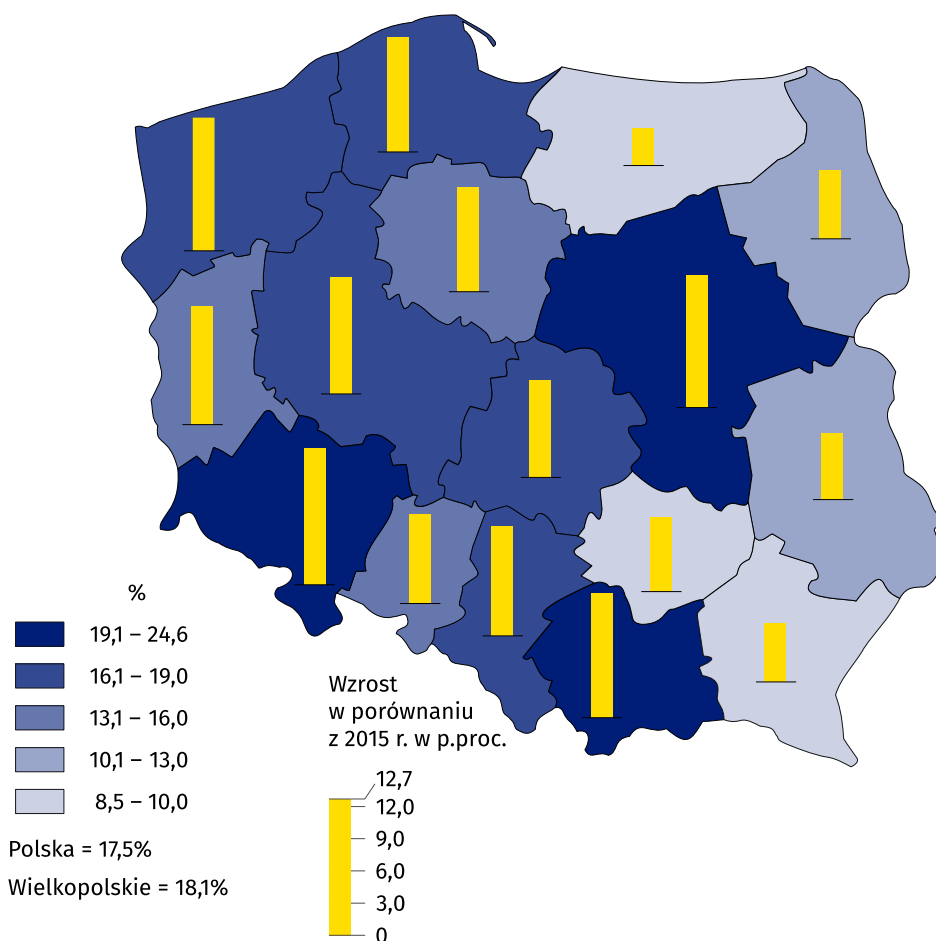 %
19,1 – 24,6
16,1 – 19,0
13,1 – 16,0
10,1 – 13,0
8,5 – 10,0
Polska = 17,5%
Wielkopolskie = 18,1%
Wzrost
w porównaniu
z 2015 r. w p.proc.
12,7
12,0
9,0
6,0
3,0
0